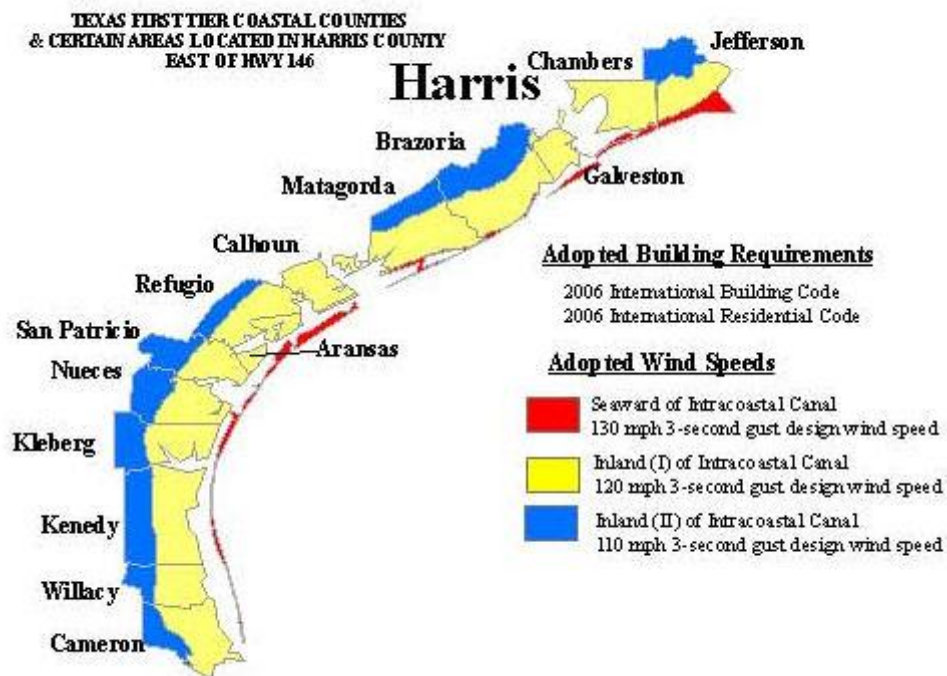 TEXAS FIRST TIER COASTAL COUNTIES
& CERTAIN AREAS LOCATED IN HARRIS COUNTY
EAST OF HWY 146
Jefferson
Chambers
Harris
Brazoria
Galveston
Matagorda
Calhoun
Refugio
San Patricio
Aransas
Nueces
Kleberg
Kenedy
Willacy
Cameron
Adopted Building Requirements
2006 International Building Code
2006 International Residential Code
Adopted Wind Speeds
Seaward of Intracoastal Canal
130 mph 3-second gust design wind speed
Inland (I) of Intracoastal Canal
120 mph 3-second gust design wind speed
Inland (II) of Intracoastal Canal
110 mph 3-second gust design wind speed